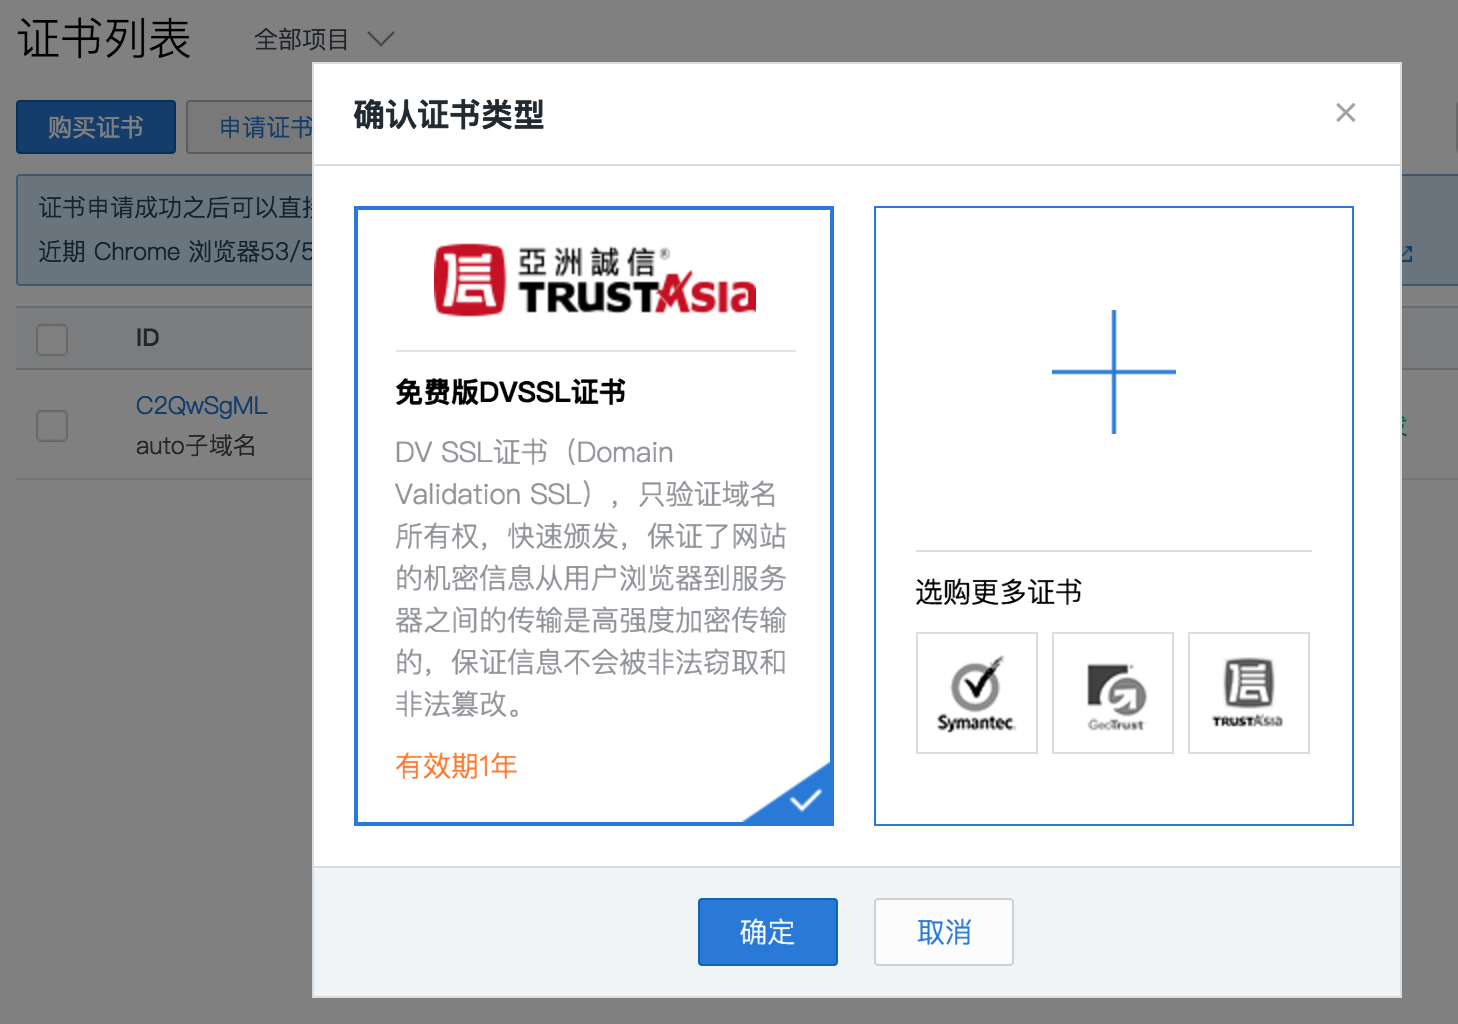 证书列表
全部项目
购买证书
申请证书
证书申请成功之后可以直
近期 Chrome 浏览器53/5
ID
C2QwSgML
auto子域名
确认证书类型
亞洲誠信®
TRUSTAsia
免费版DVSSL证书
DV SSL证书（Domain
Validation SSL），只验证域名
所有权，快速颁发，保证了网站
的机密信息从用户浏览器到服务
器之间的传输是高强度加密传输
的，保证信息不会被非法窃取和
非法篡改。
有效期1年
选购更多证书
Symantec.
GeoTrust
TRUSTAsia
确定
取消